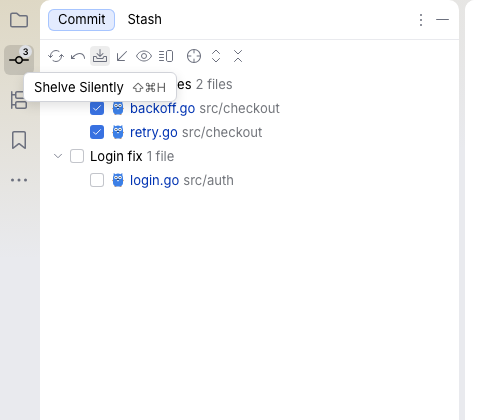 Commit Stash
3
Shelve Silently ⇧⌘H
2 files
backoff.go src/checkout
retry.go src/checkout
Login fix 1 file
login.go src/auth